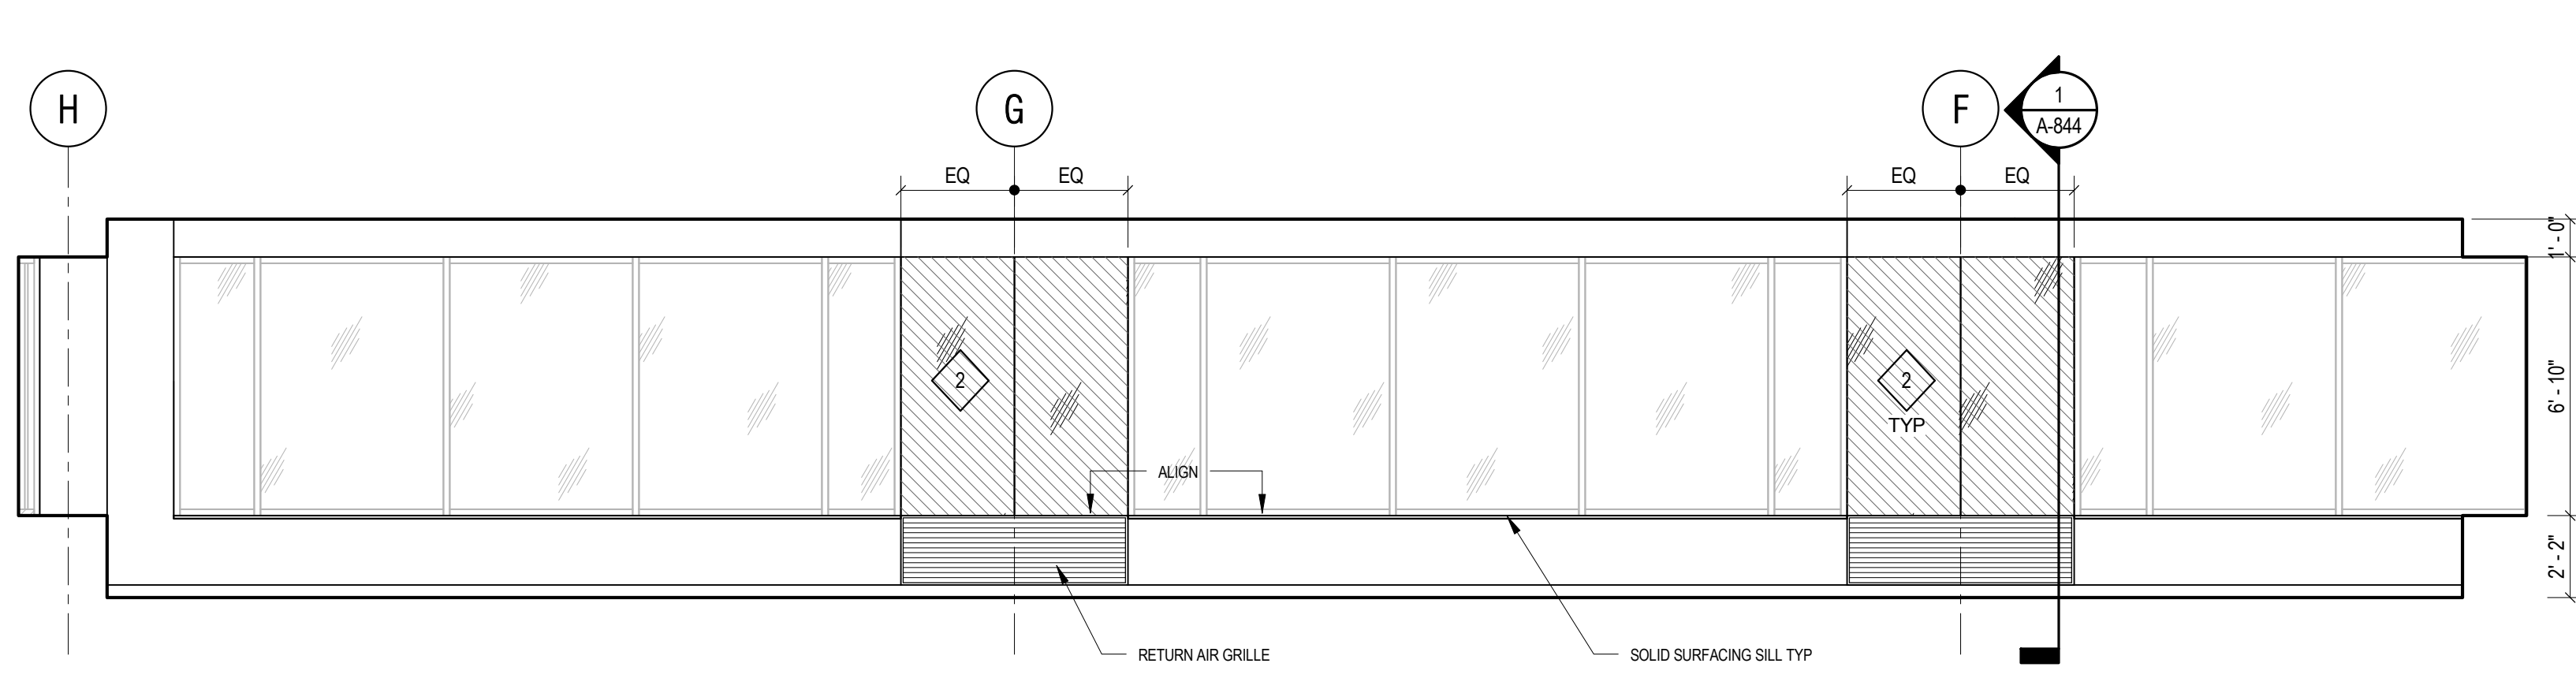 H
G
F
1
A-844
EQ
EQ
EQ
EQ
1' - 0"
6' - 10"
2' - 2"
2
2
TYP
ALIGN
RETURN AIR GRILLE
SOLID SURFACING SILL TYP